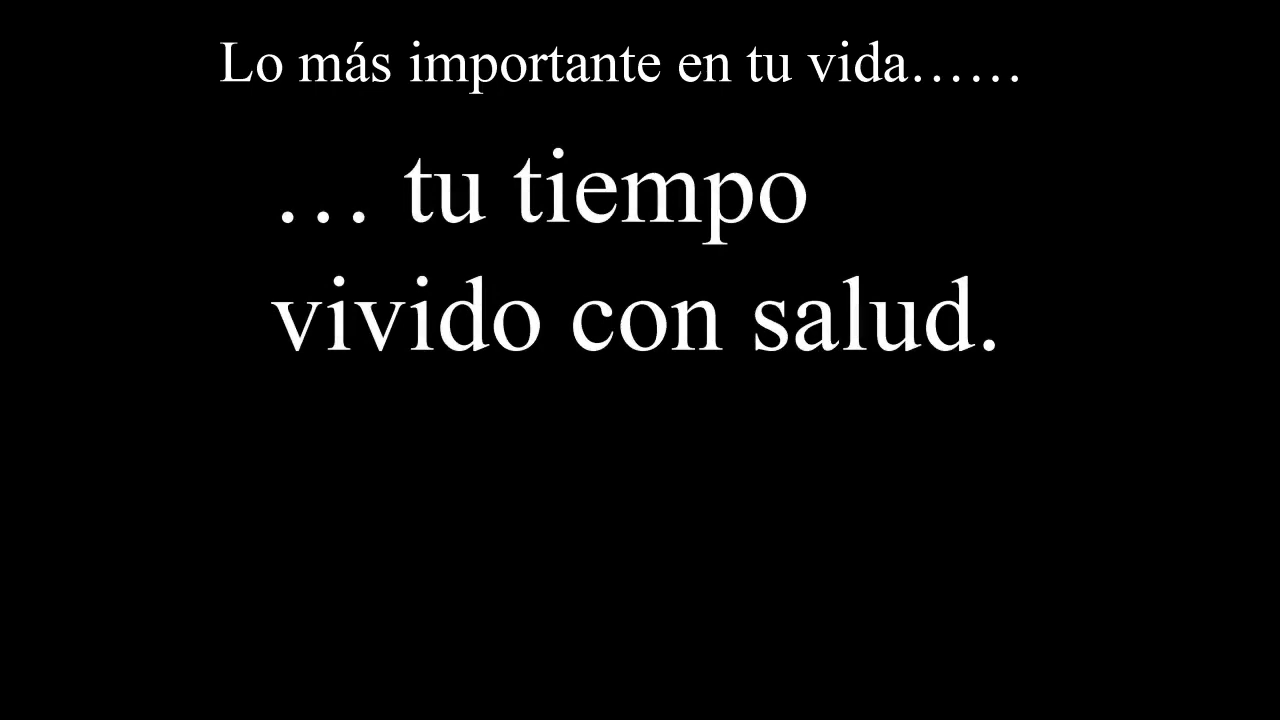 Lo más importante en tu vida……
… tu tiempo
vivido con salud.